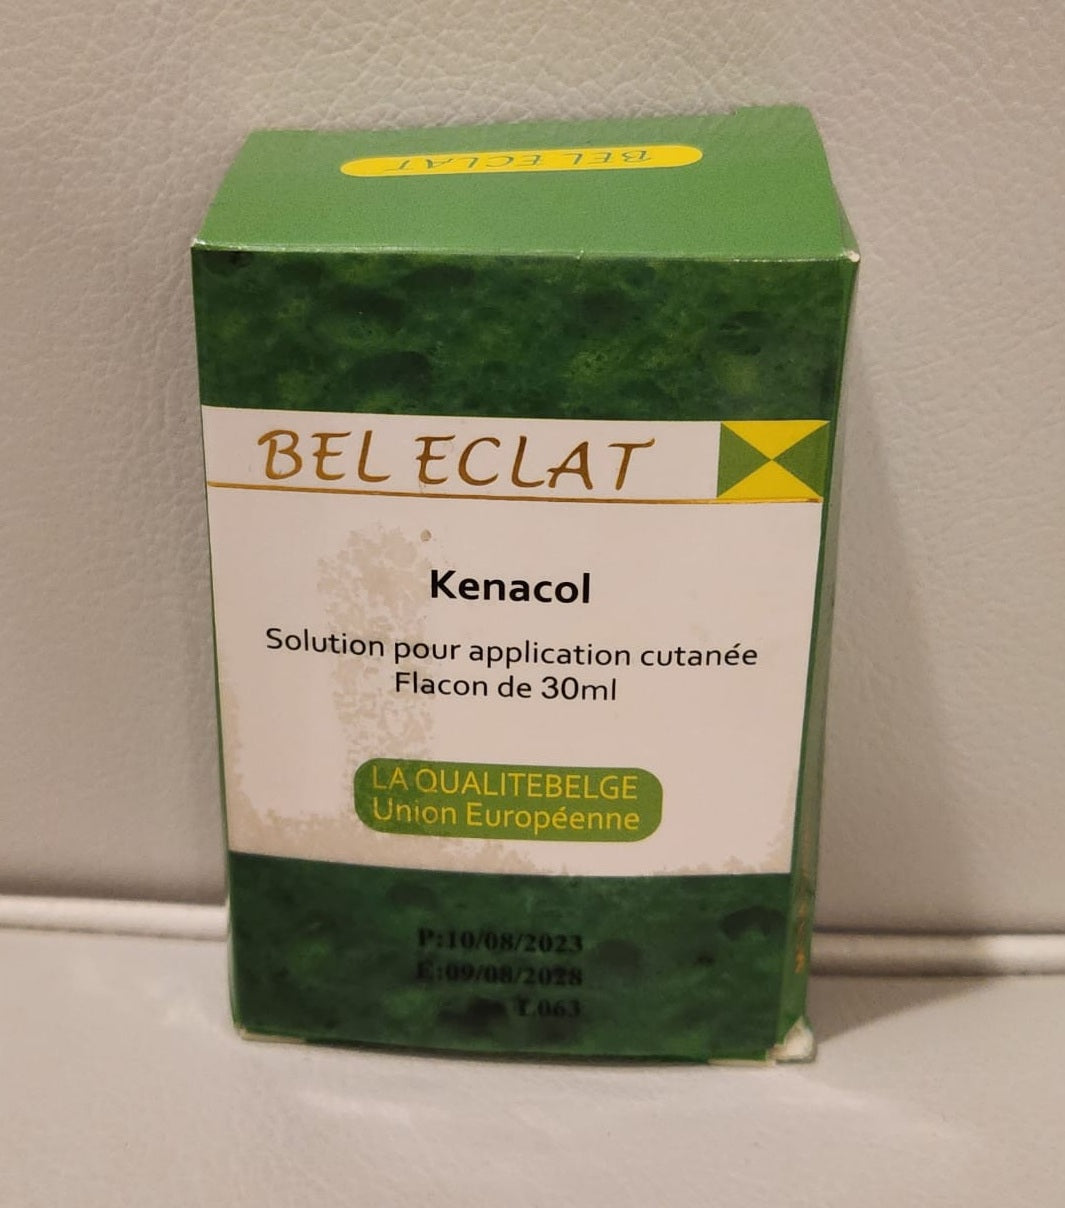 BEL ECLAT
BEL ECLAT
Kenacol
Solution pour application cutanée
Flacon de 30ml
LA QUALITEBELGE
Union Européenne
P:10/08/2023
E:09/08/2028
L063